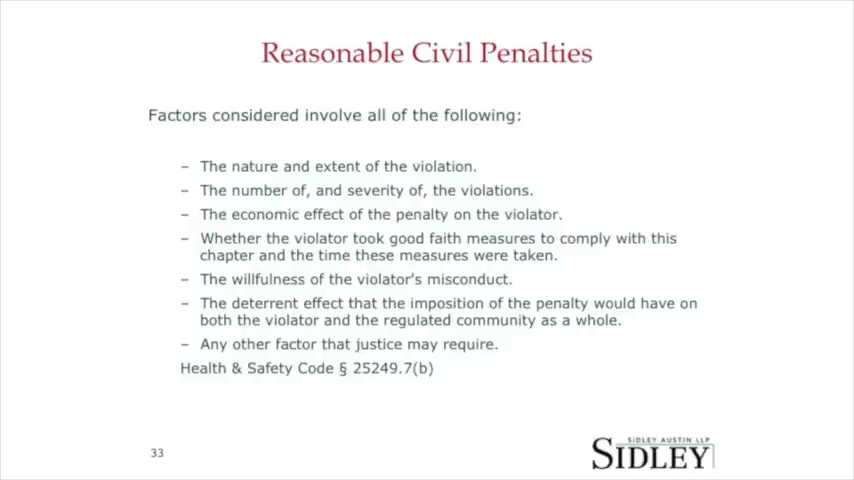 Reasonable Civil Penalties
Factors considered involve all of the following:
– The nature and extent of the violation.
– The number of, and severity of, the violations.
– The economic effect of the penalty on the violator.
– Whether the violator took good faith measures to comply with this
chapter and the time these measures were taken.
– The willfulness of the violator's misconduct.
– The deterrent effect that the imposition of the penalty would have on
both the violator and the regulated community as a whole.
– Any other factor that justice may require.
Health & Safety Code § 25249.7(b)
33
SIDLEY AUSTIN LLP
SIDLEY